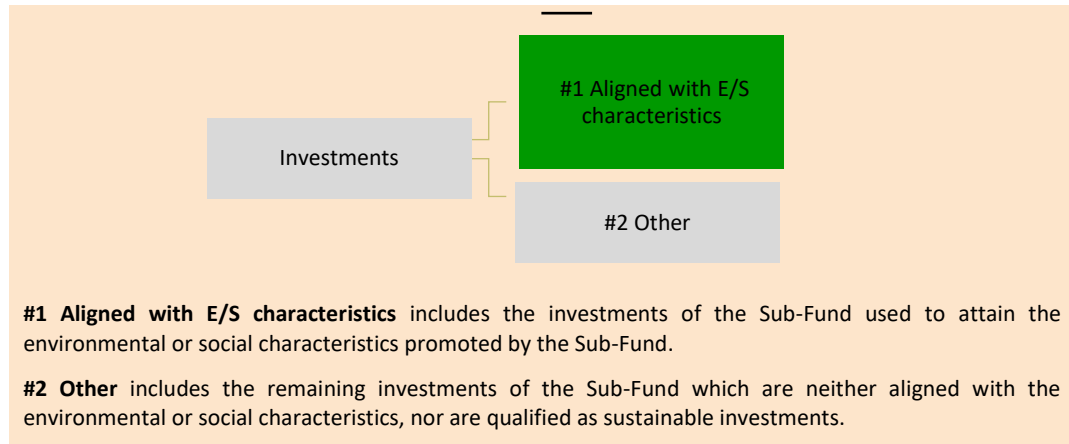 #1 Aligned with E/S
characteristics
Investments
#2 Other
#1 Aligned with E/S characteristics includes the investments of the Sub-Fund used to attain the
environmental or social characteristics promoted by the Sub-Fund.
#2 Other includes the remaining investments of the Sub-Fund which are neither aligned with the
environmental or social characteristics, nor are qualified as sustainable investments.